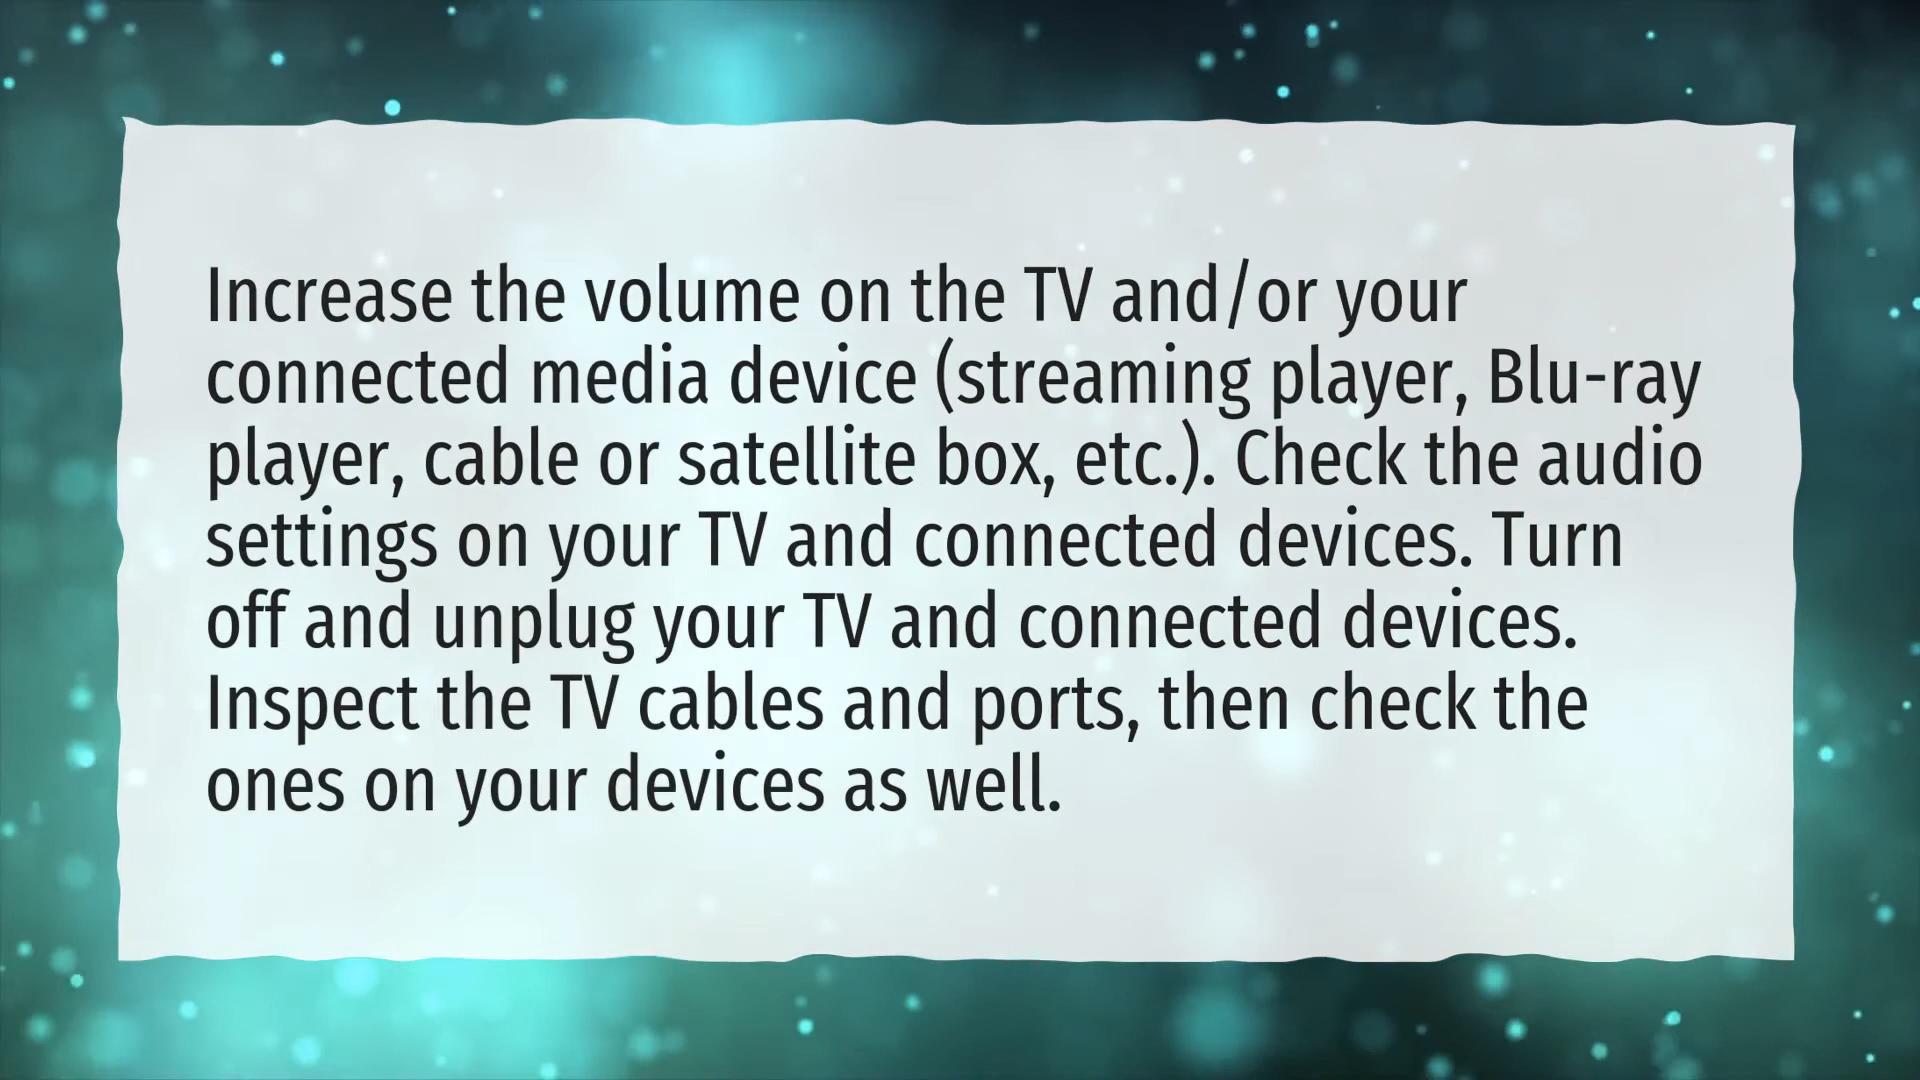 Increase the volume on the TV and/or your
connected media device (streaming player, Blu-ray
player, cable or satellite box, etc.). Check the audio
settings on your TV and connected devices. Turn
off and unplug your TV and connected devices.
Inspect the TV cables and ports, then check the
ones on your devices as well.